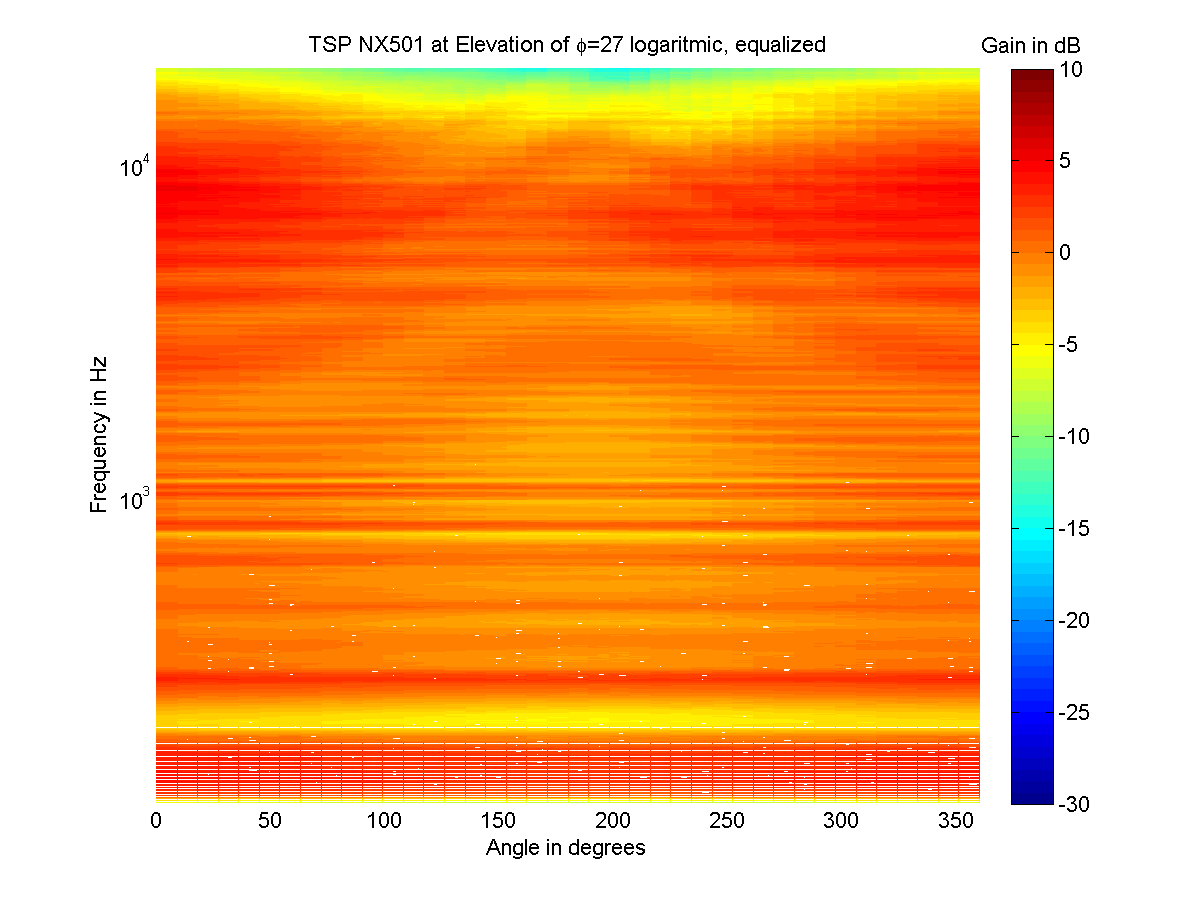 TSP NX501 at Elevation of ϕ=27 logaritmic, equalized
Gain in dB
10
5
0
-5
-10
-15
-20
-25
-30
10⁴
10³
Frequency in Hz
0 50 100 150 200 250 300 350
Angle in degrees